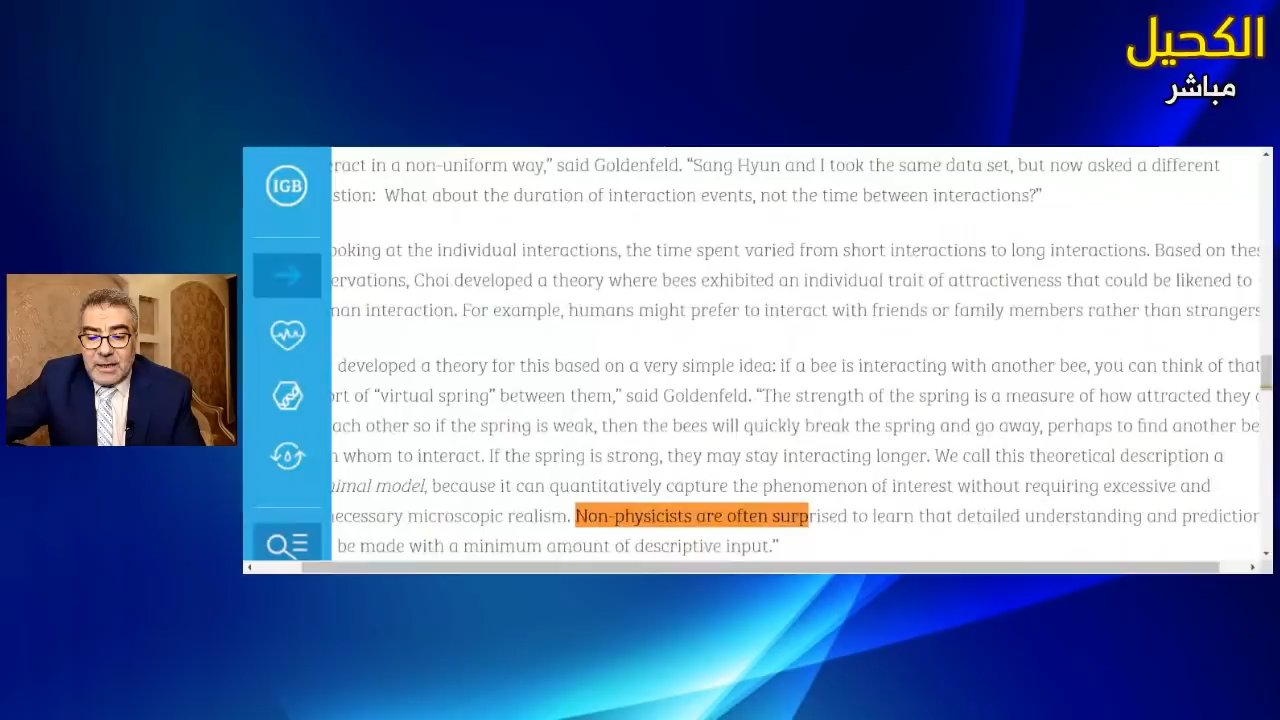 الكحيل
مباشر
IGB
ract in a non-uniform way,” said Goldenfeld. “Sang Hyun and I took the same data set, but now asked a different
stion: What about the duration of interaction events, not the time between interactions?”
ooking at the individual interactions, the time spent varied from short interactions to long interactions. Based on thes
ervations, Choi developed a theory where bees exhibited an individual trait of attractiveness that could be likened to
nan interaction. For example, humans might prefer to interact with friends or family members rather than strangers
developed a theory for this based on a very simple idea: if a bee is interacting with another bee, you can think of that
ort of “virtual spring” between them,” said Goldenfeld. “The strength of the spring is a measure of how attracted they
ach other so if the spring is weak, then the bees will quickly break the spring and go away, perhaps to find another be
whom to interact. If the spring is strong, they may stay interacting longer. We call this theoretical description a
nimal model, because it can quantitatively capture the phenomenon of interest without requiring excessive and
necessary microscopic realism. Non-physicists are often surprised to learn that detailed understanding and prediction
be made with a minimum amount of descriptive input.”